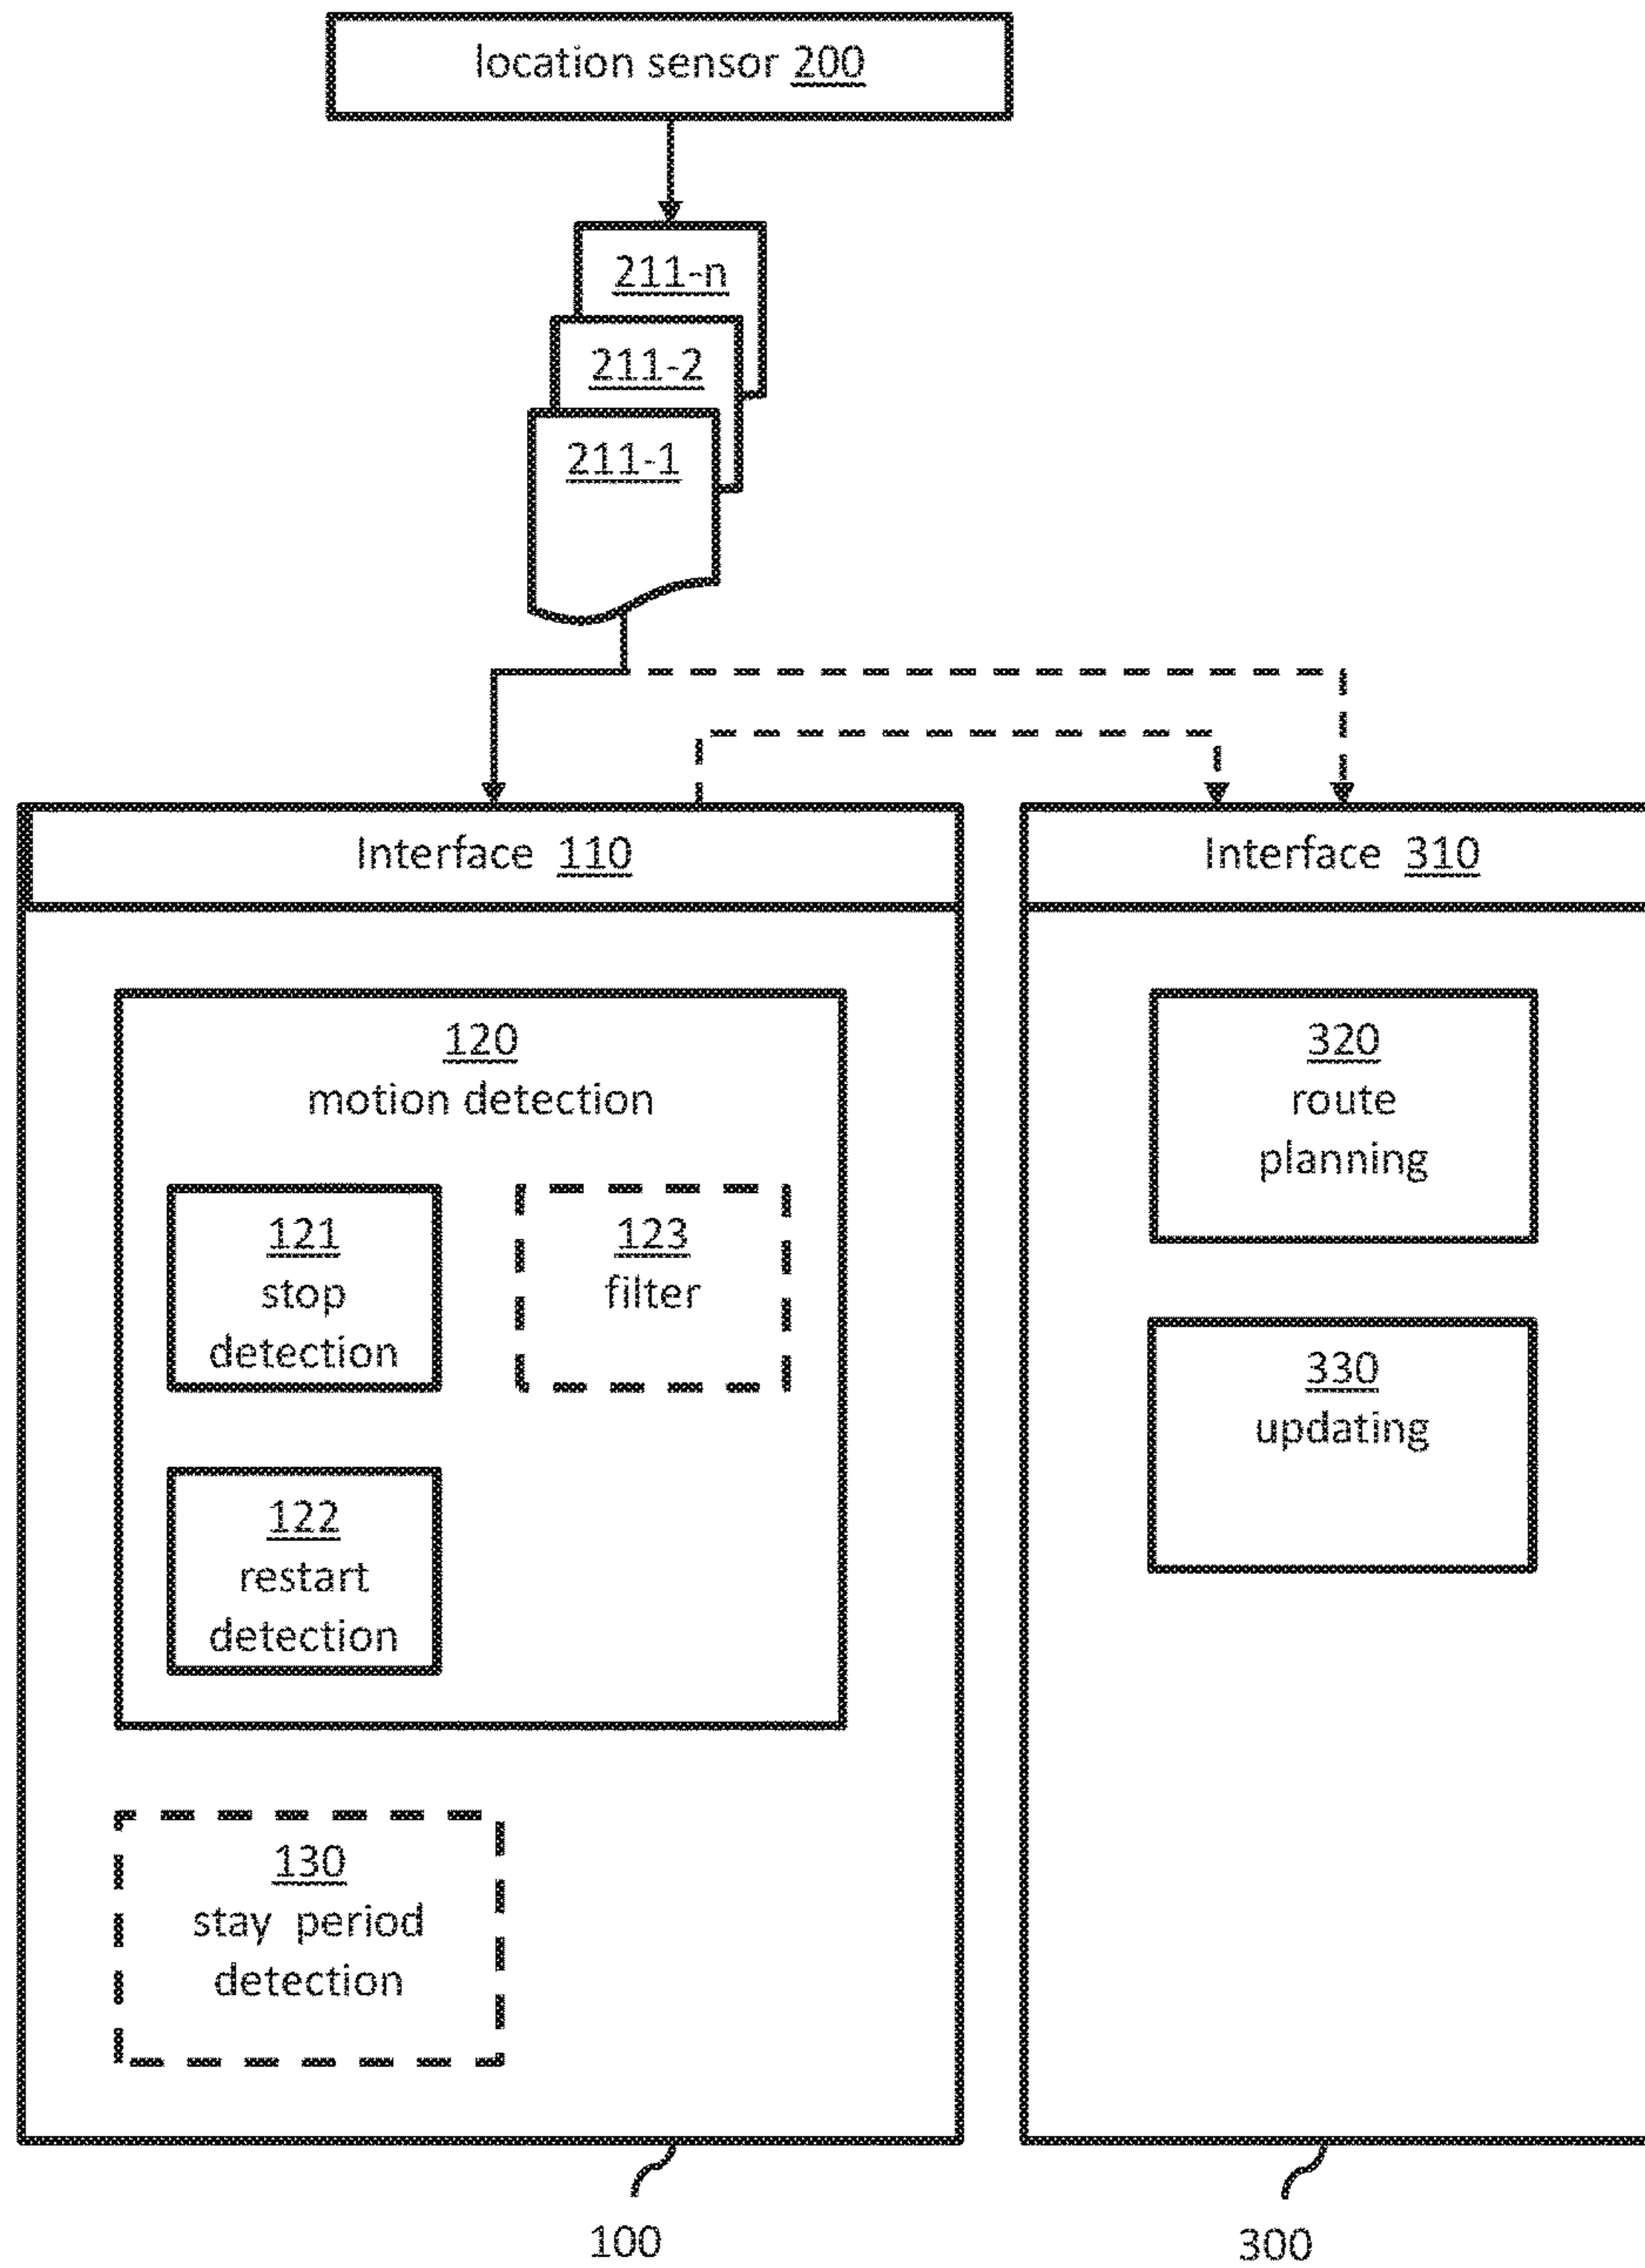 location sensor 200
211-n
211-2
211-1
Interface 110
Interface 310
120
motion detection
121
stop
detection
123
filter
122
restart
detection
130
stay period
detection
320
route
planning
330
updating
100
300